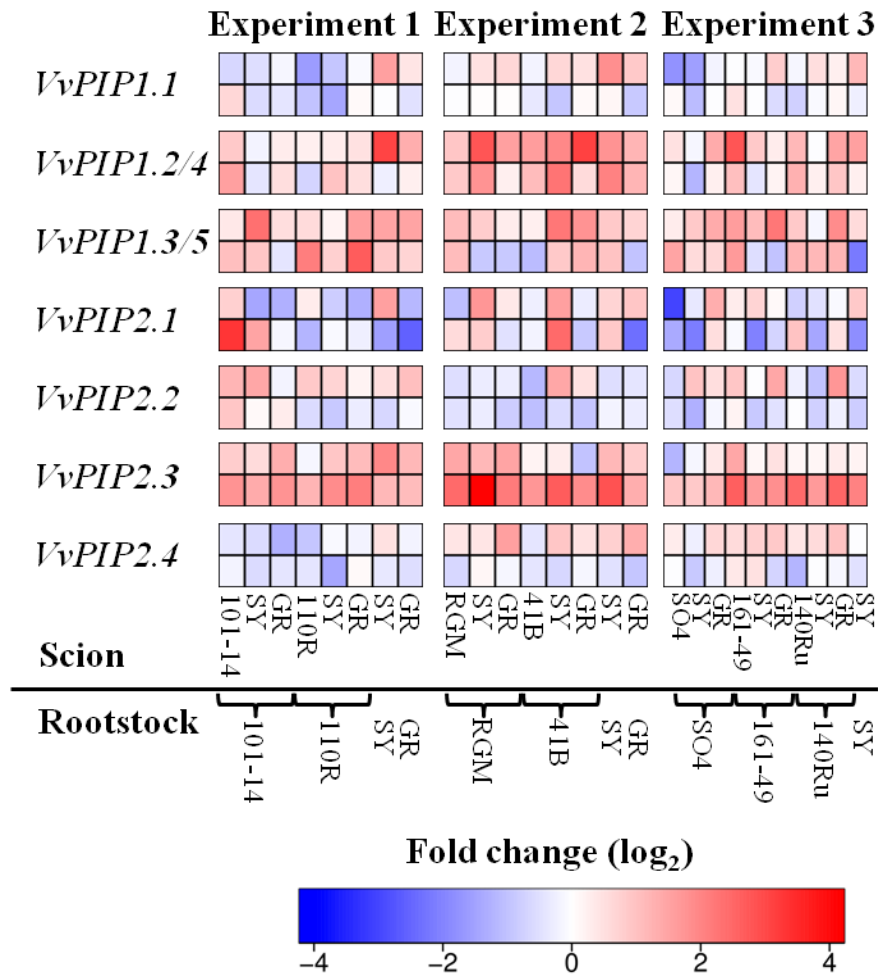 Experiment 1 Experiment 2 Experiment 3
VvPIP1.1
VvPIP1.2/4
VvPIP1.3/5
VvPIP2.1
VvPIP2.2
VvPIP2.3
VvPIP2.4
101-14 SY GR 110R SY GR SY GR RGM SY GR 41B SY GR SY GR SO4 SY GR 161-49 SY GR 140Ru SY GR SY
Scion
Rootstock
101-14 110R SY GR RGM 41B SY GR SO4 161-49 140Ru SY
Fold change (log₂)
−4 −2 0 2 4